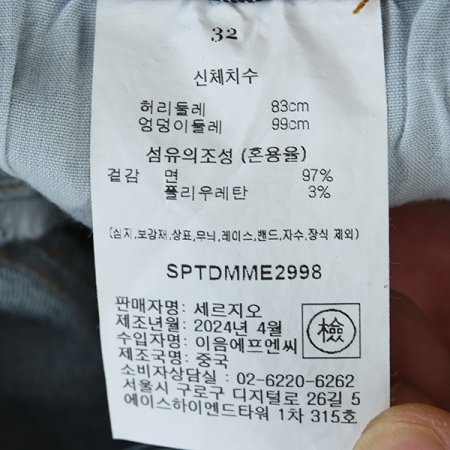 32
신체치수
허리둘레 83cm
엉덩이둘레 99cm
섬유의조성 (혼용율)
겉감 면 97%
폴리우레탄 3%
(심지,보강재,상표,무늬,레이스,밴드,자수,장식 제외)
SPTDMME2998
판매자명: 세르지오
제조년월: 2024년 4월
수입자명: 이음에프엔씨
제조국명: 중국
檢
소비자상담실 : 02-6220-6262
서울시 구로구 디지털로 26길 5
에이스하이엔드타워 1차 315호